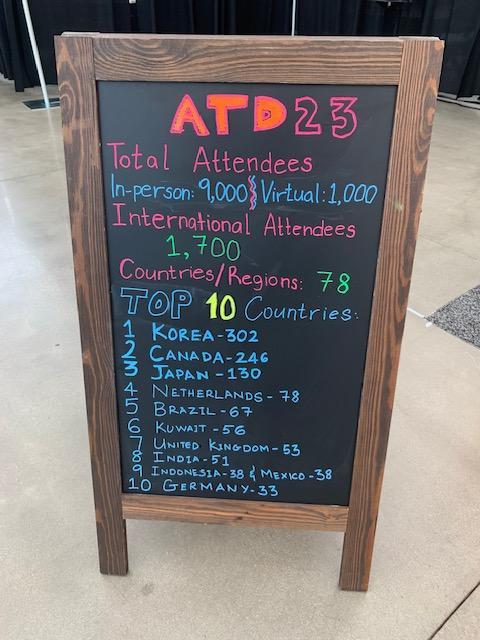 ATD23
Total Attendees
In-person: 9,000 Virtual: 1,000
International Attendees
1,700
Countries/Regions: 78
TOP 10 Countries:
1 KOREA-302
2 CANADA-246
3 JAPAN-130
4 NETHERLANDS-78
5 BRAZIL-67
6 KUWAIT-56
7 UNITED KINGDOM-53
8 INDIA-51
9 INDONESIA-38 & MEXICO-38
10 GERMANY-33